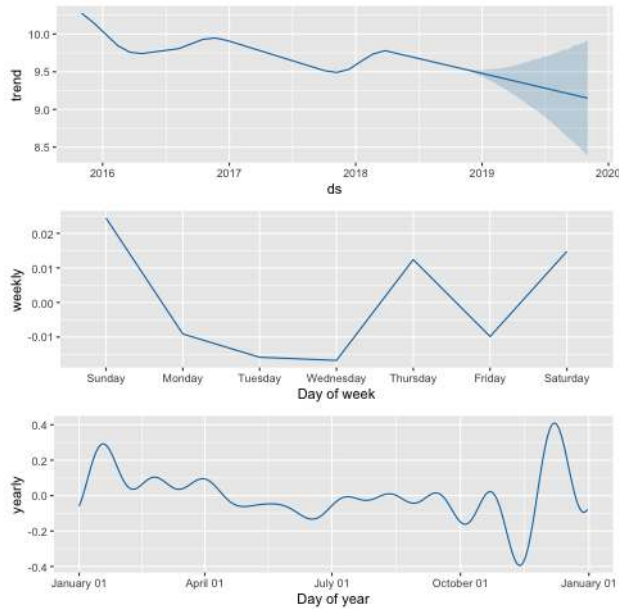 10.0
9.5
9.0
8.5
trend
2016 2017 2018 2019 2020
ds
0.02
0.01
0.00
-0.01
weekly
Sunday Monday Tuesday Wednesday Thursday Friday Saturday
Day of week
0.4
0.2
0.0
-0.2
-0.4
yearly
January 01 April 01 July 01 October 01 January 01
Day of year